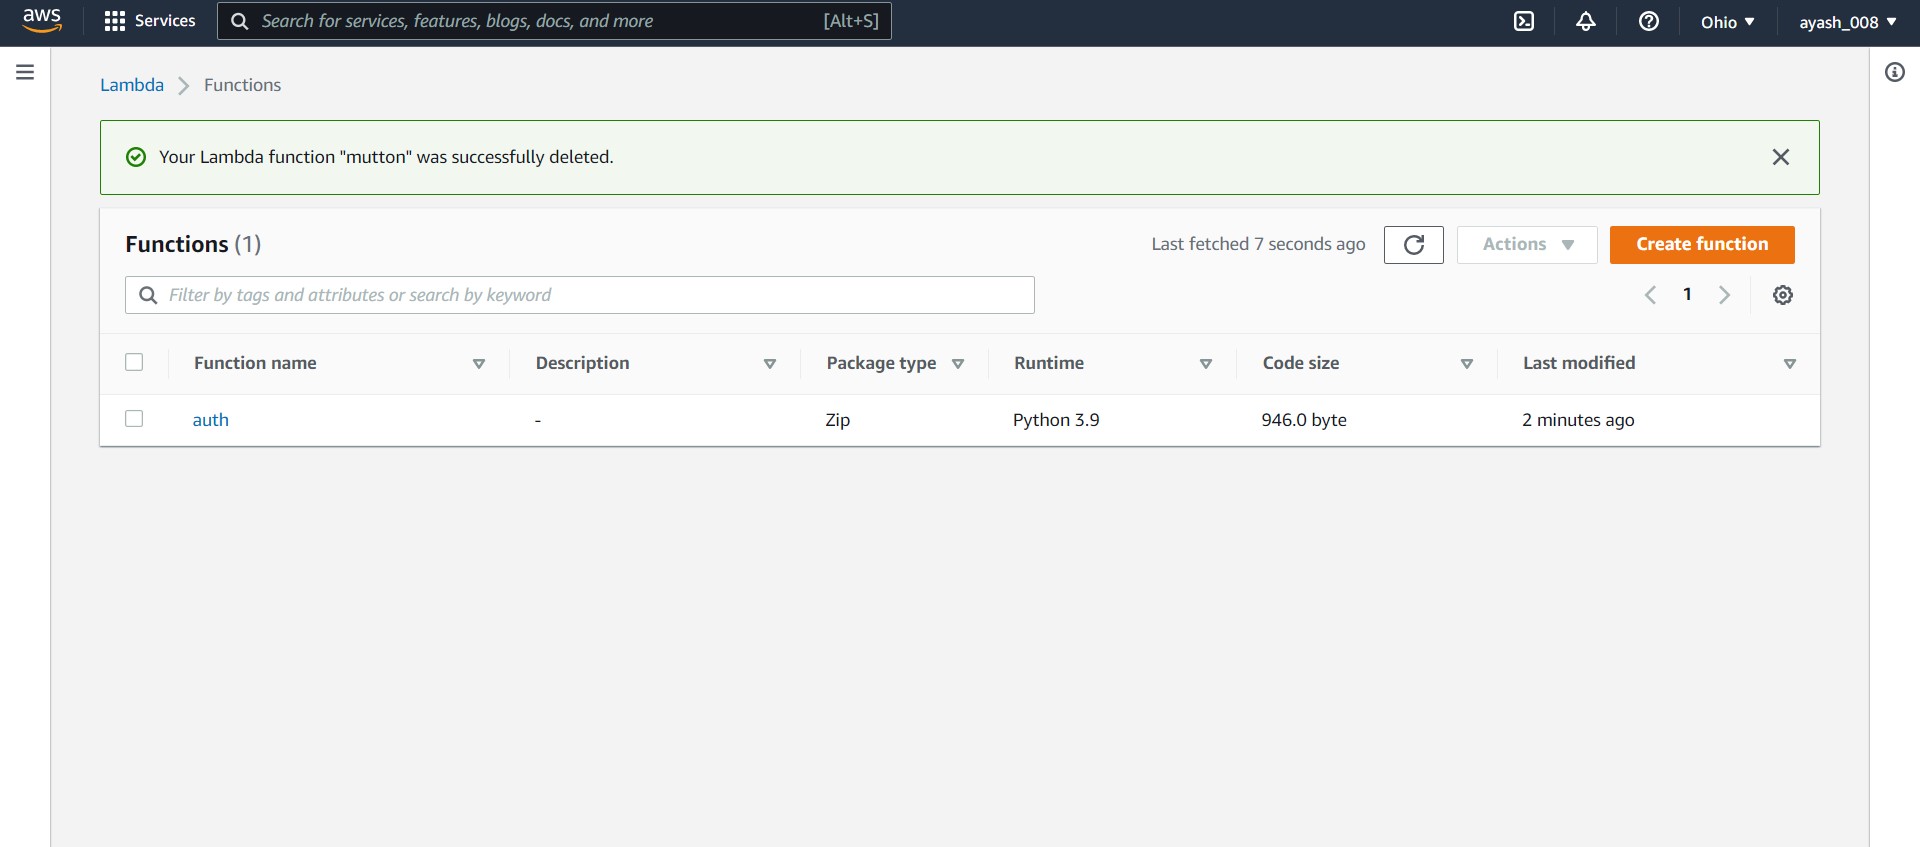 aws Services Search for services, features, blogs, docs, and more [Alt+S] Ohio ayash_008
Lambda Functions
Your Lambda function "mutton" was successfully deleted.
Functions (1) Last fetched 7 seconds ago Actions Create function
Filter by tags and attributes or search by keyword 1
Function name Description Package type Runtime Code size Last modified
auth - Zip Python 3.9 946.0 byte 2 minutes ago